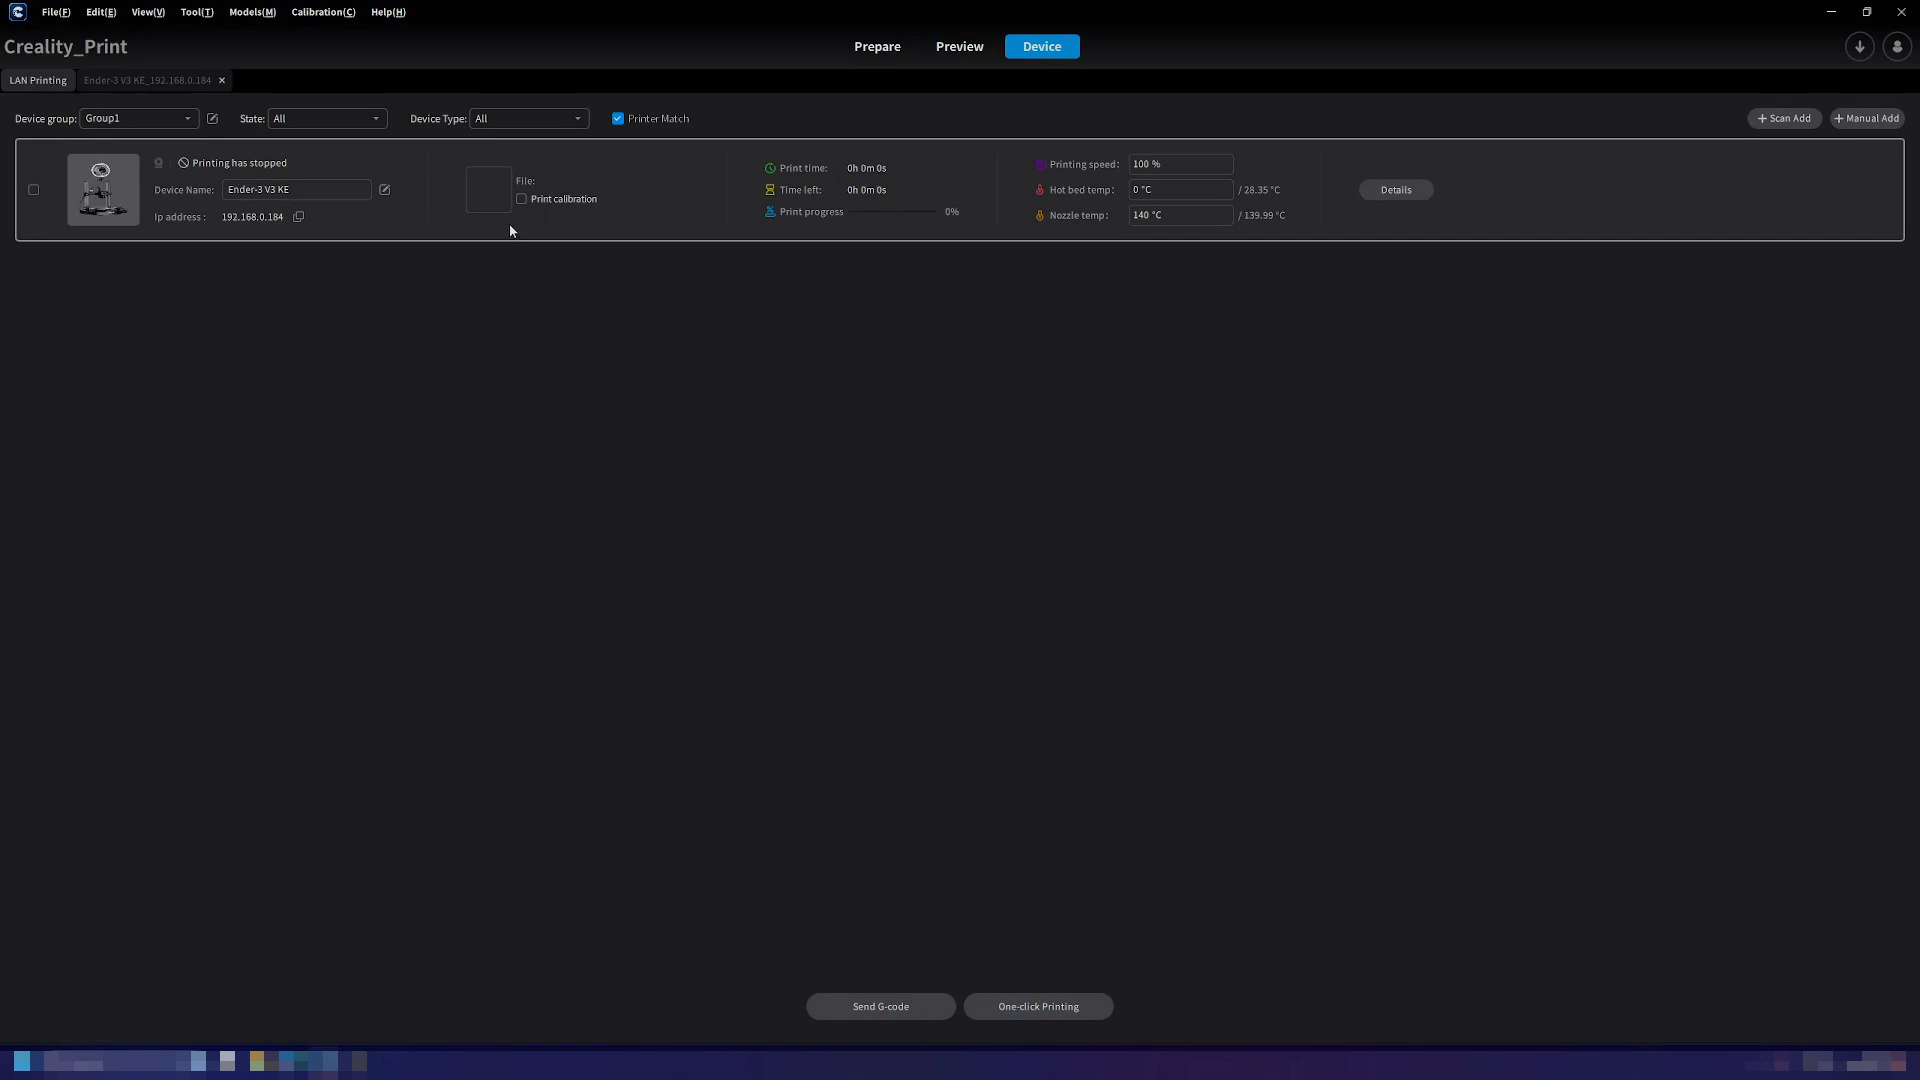 File(F) Edit(E) View(V) Tool(T) Models(M) Calibration(C) Help(H)
Creality_Print
Prepare Preview Device
LAN Printing Ender-3 V3 KE_192.168.0.184
Device group: Group1 State: All Device Type: All Printer Match Scan Add Manual Add
Printing has stopped
Device Name: Ender-3 V3 KE
Ip address : 192.168.0.184
File:
Print calibration
Print time: 0h 0m 0s
Time left: 0h 0m 0s
Print progress 0%
Printing speed: 100 %
Hot bed temp: 0 °C / 28.35 °C
Nozzle temp: 140 °C / 139.99 °C
Details
Send G-code One-click Printing